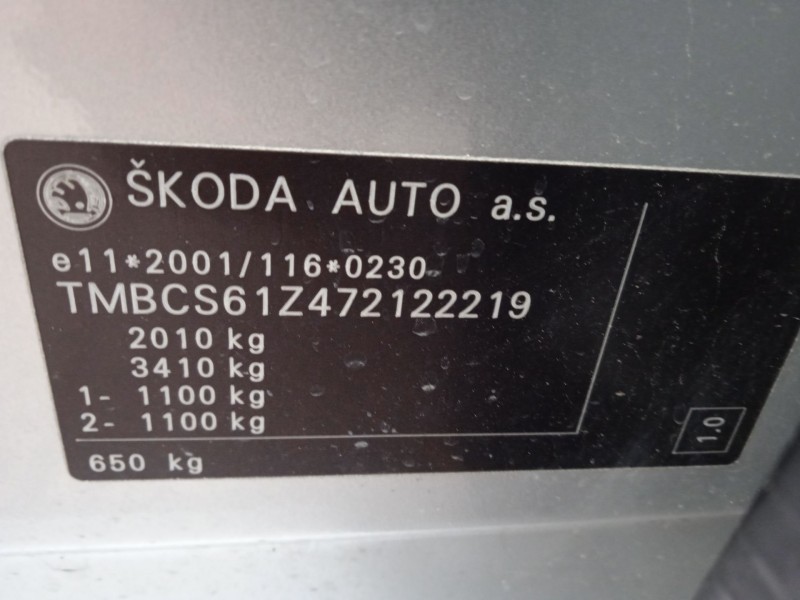 ŠKODA AUTO a.s.
e11*2001/116*0230
TMBCS61Z472122219
2010 kg
3410 kg
1- 1100 kg
2- 1100 kg
650 kg
1.0